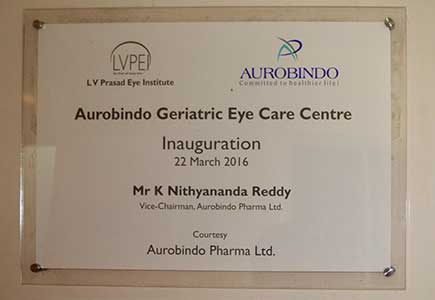 LVPEI
L V Prasad Eye Institute
AUROBINDO
Committed to healthier life!
Aurobindo Geriatric Eye Care Centre
Inauguration
22 March 2016
Mr K Nithyananda Reddy
Vice-Chairman, Aurobindo Pharma Ltd.
Courtesy
Aurobindo Pharma Ltd.